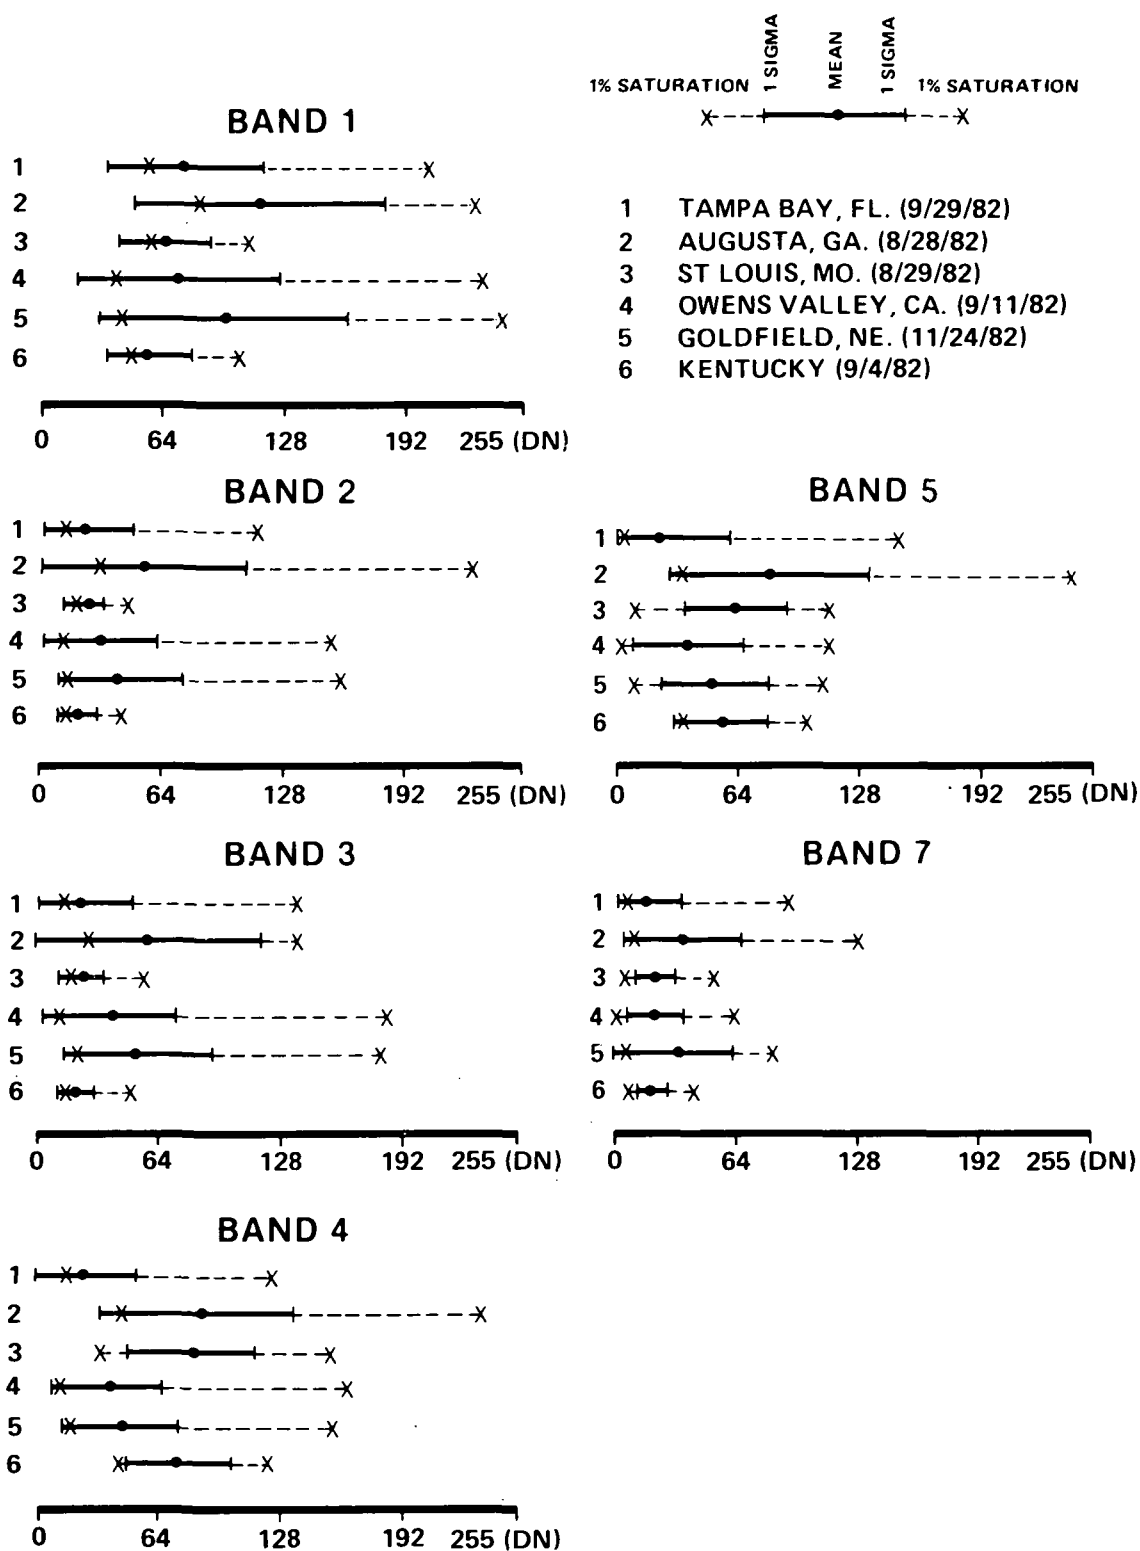 1% SATURATION 1 SIGMA MEAN 1 SIGMA 1% SATURATION
BAND 1
1
2
3
4
5
6
0 64 128 192 255 (DN)
1 TAMPA BAY, FL. (9/29/82)
2 AUGUSTA, GA. (8/28/82)
3 ST LOUIS, MO. (8/29/82)
4 OWENS VALLEY, CA. (9/11/82)
5 GOLDFIELD, NE. (11/24/82)
6 KENTUCKY (9/4/82)
BAND 2
1
2
3
4
5
6
0 64 128 192 255 (DN)
BAND 5
1
2
3
4
5
6
0 64 128 192 255 (DN)
BAND 3
1
2
3
4
5
6
0 64 128 192 255 (DN)
BAND 7
1
2
3
4
5
6
0 64 128 192 255 (DN)
BAND 4
1
2
3
4
5
6
0 64 128 192 255 (DN)